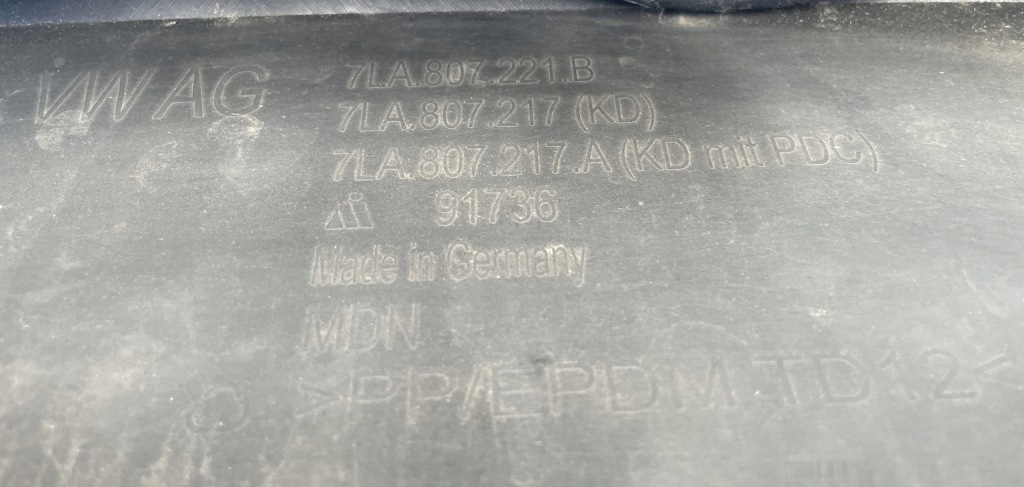 VW AG
7LA.807.221.B
7LA.807.217 (KD)
7LA.807.217.A (KD mit PDC)
91736
Made in Germany
MDN
>PP/EPDM TD12<